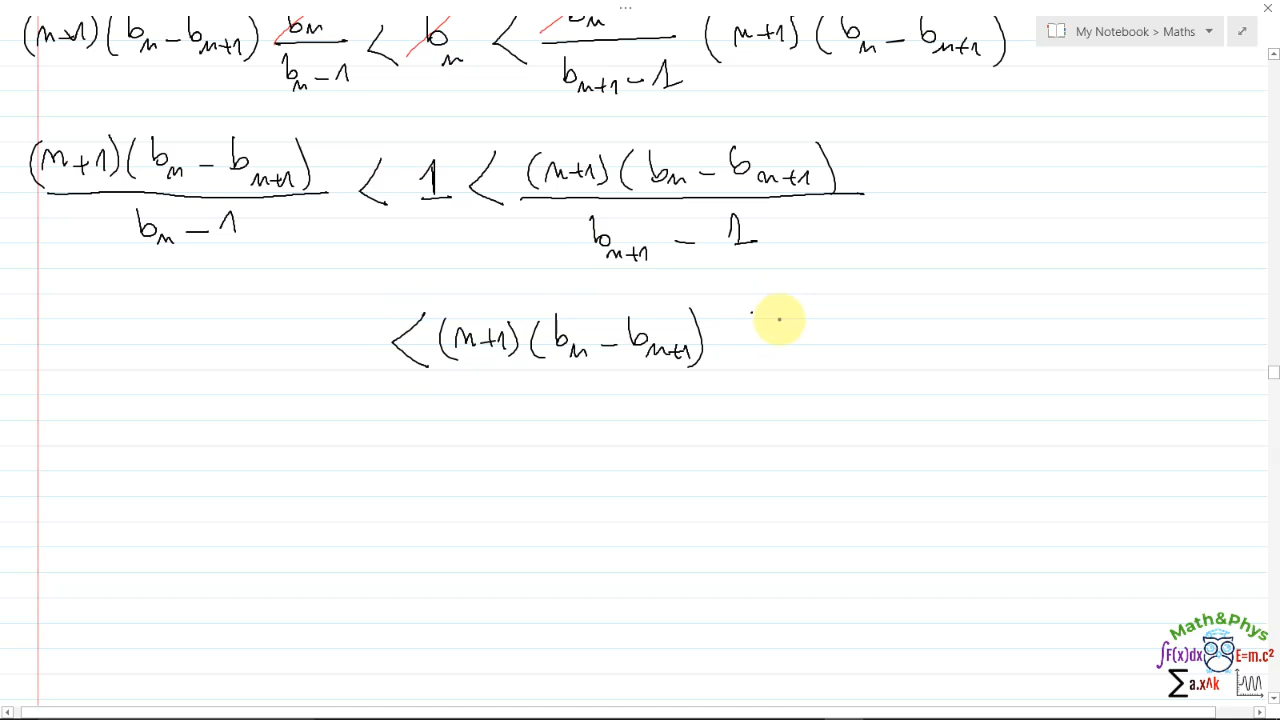 My Notebook > Maths
(n+1)(b_n - b_{n+1}) b_n/(b_n - 1) < b_n < b_n/(b_{n+1} - 1) (n+1)(b_n - b_{n+1})
(n+1)(b_n - b_{n+1})/(b_n - 1) < 1 < (n+1)(b_n - b_{n+1})/(b_{n+1} - 1)
< (n+1)(b_n - b_{n+1})
Math&Phys
∫F(x)dx E=m.c²
∑ a.x^k